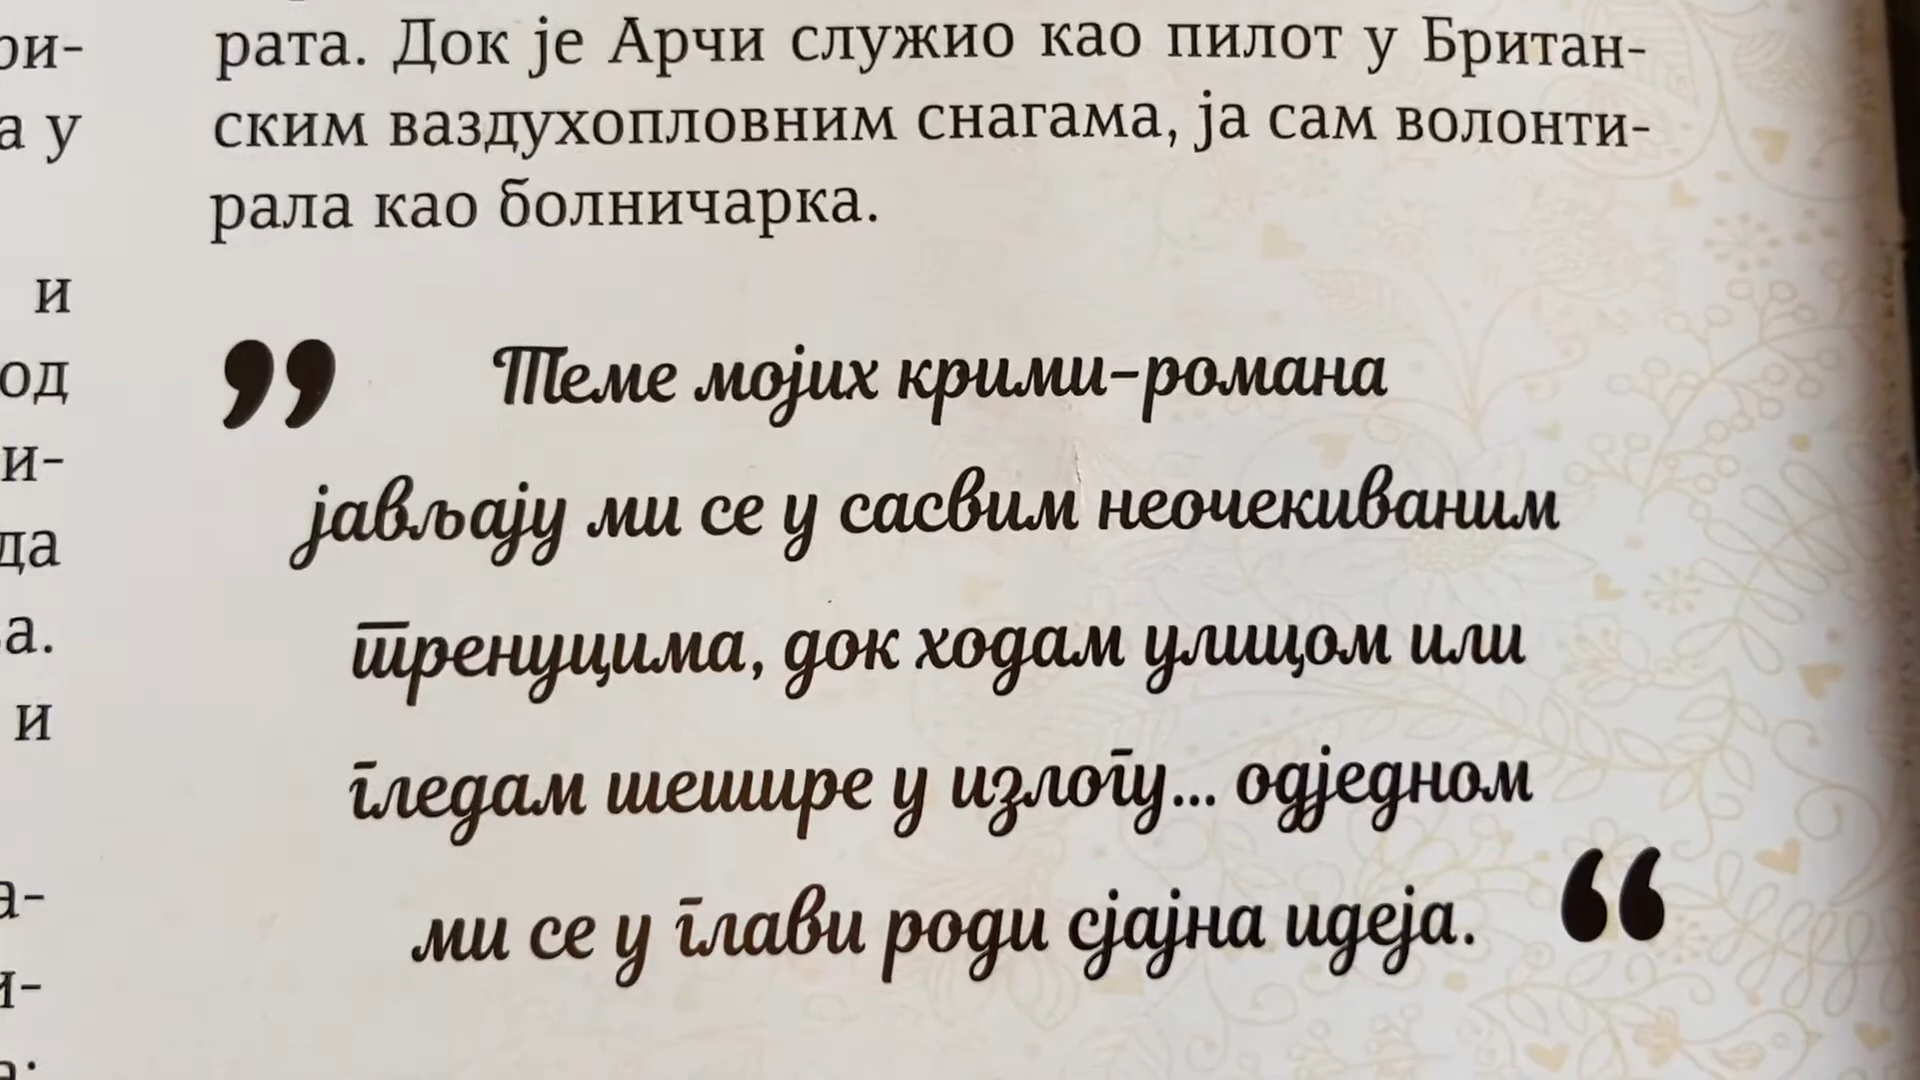 рата. Док је Арчи служио као пилот у Британ-
ским ваздухопловним снагама, ја сам волонти-
рала као болничарка.
” Теме мојих крими-романа
јављају ми се у сасвим неочекиваним
тренуцима, док ходам улицом или
гледам шешире у излогу... одједном
ми се у глави роди сјајна идеја. “